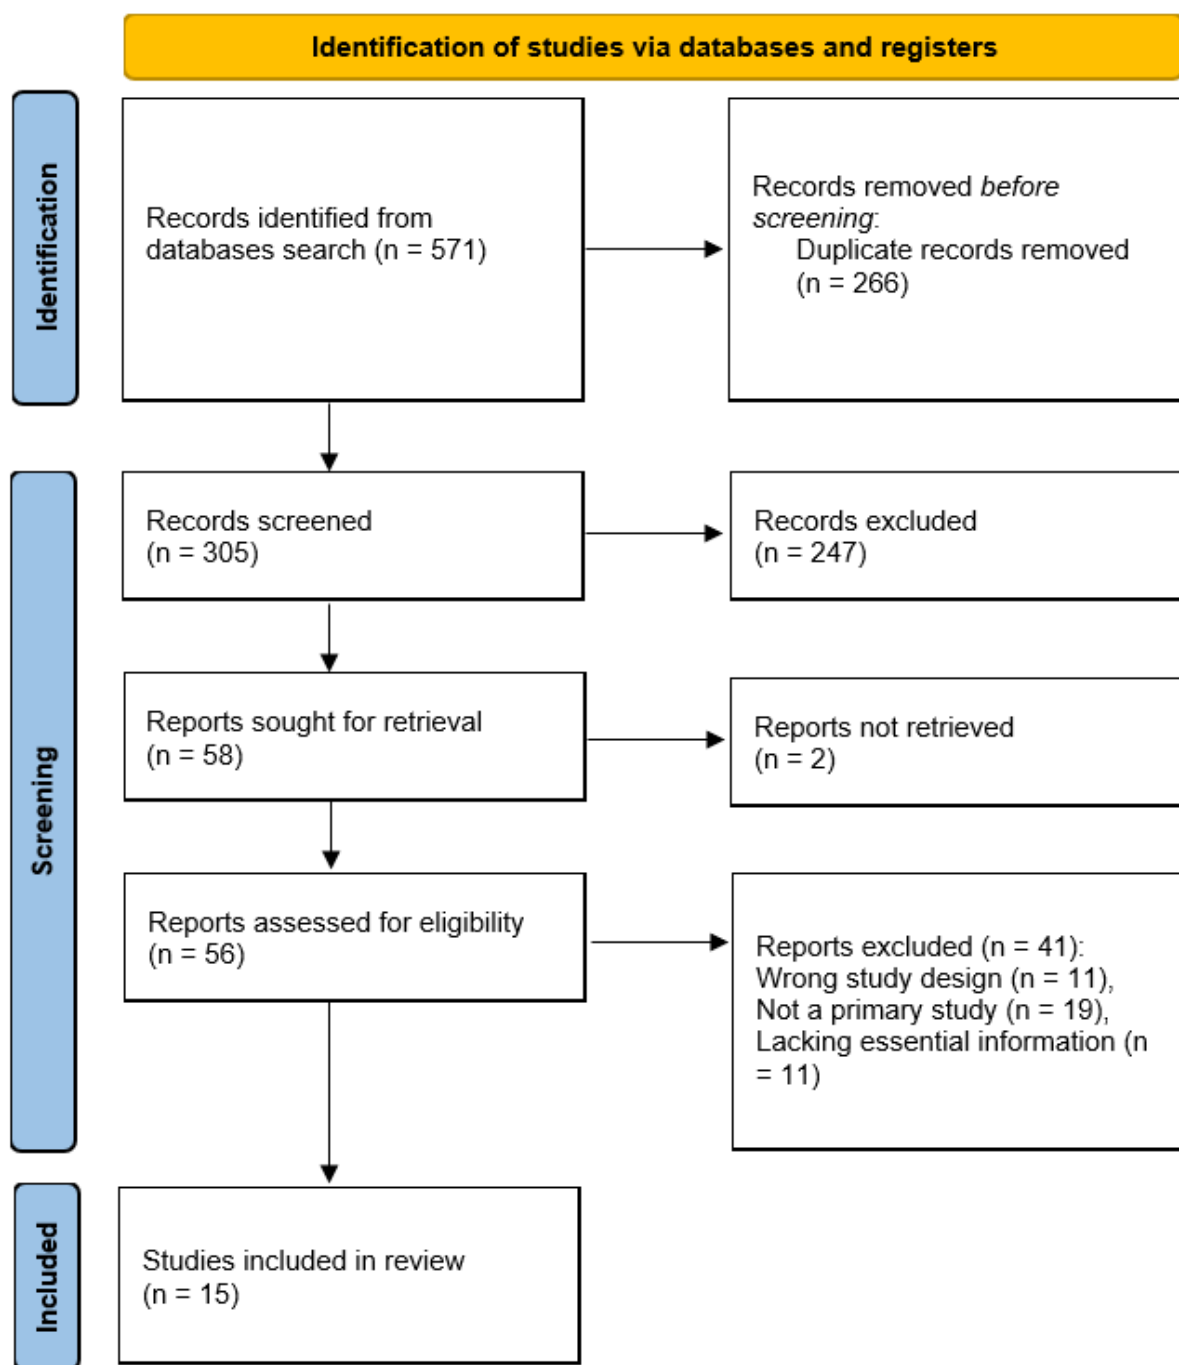 Identification of studies via databases and registers
Identification
Records identified from
databases search (n = 571)
Records removed before
screening:
Duplicate records removed
(n = 266)
Screening
Records screened
(n = 305)
Records excluded
(n = 247)
Reports sought for retrieval
(n = 58)
Reports not retrieved
(n = 2)
Reports assessed for eligibility
(n = 56)
Reports excluded (n = 41):
Wrong study design (n = 11),
Not a primary study (n = 19),
Lacking essential information (n
= 11)
Included
Studies included in review
(n = 15)